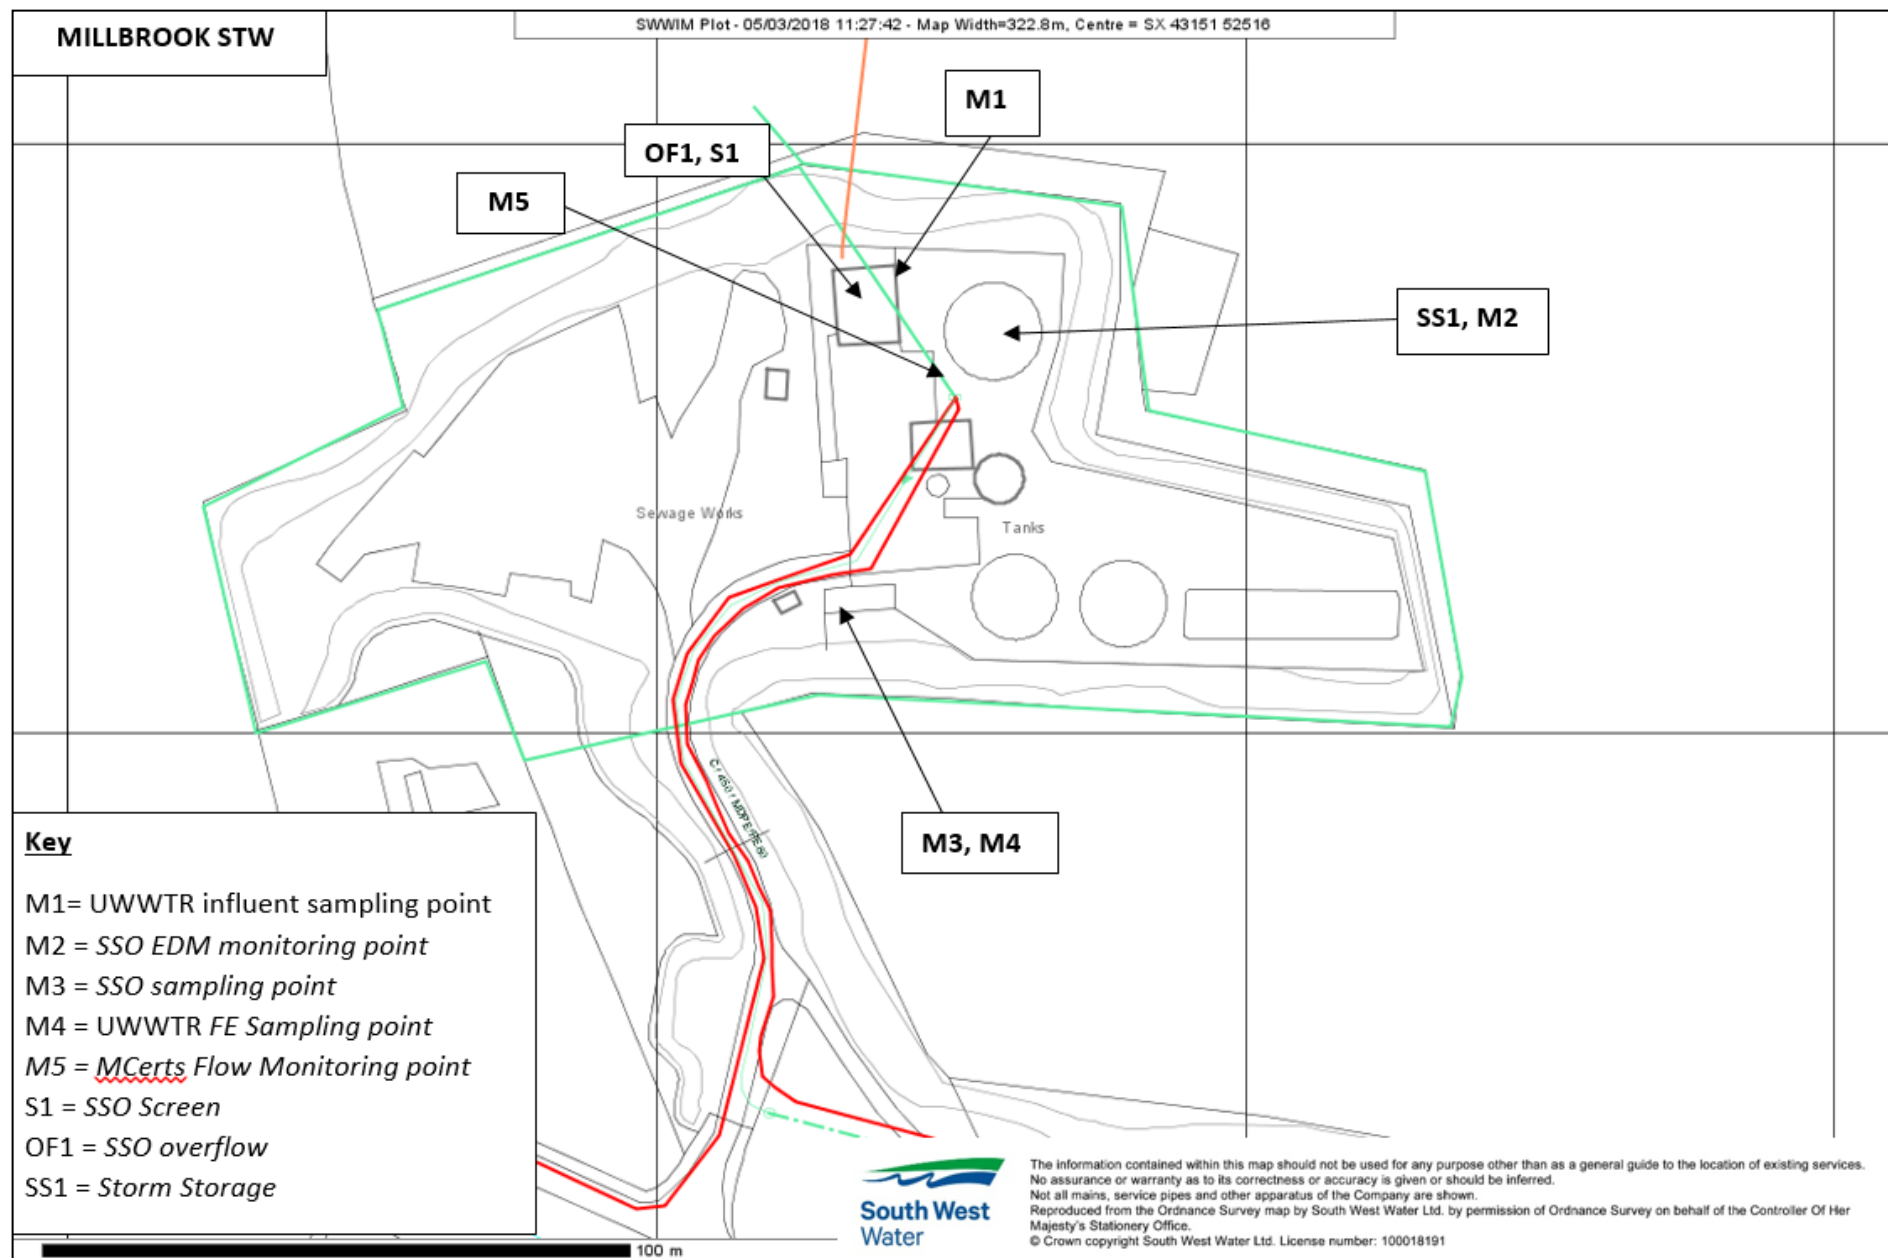 MILLBROOK STW
SWWIM Plot - 05/03/2018 11:27:42 - Map Width=322.8m, Centre = SX 43151 52516
M1
OF1, S1
M5
SS1, M2
Sewage Works
Tanks
M3, M4
Key
M1= UWWTR influent sampling point
M2 = SSO EDM monitoring point
M3 = SSO sampling point
M4 = UWWTR FE Sampling point
M5 = MCerts Flow Monitoring point
S1 = SSO Screen
OF1 = SSO overflow
SS1 = Storm Storage
100 m
South West
Water
The information contained within this map should not be used for any purpose other than as a general guide to the location of existing services.
No assurance or warranty as to its correctness or accuracy is given or should be inferred.
Not all mains, service pipes and other apparatus of the Company are shown.
Reproduced from the Ordnance Survey map by South West Water Ltd. by permission of Ordnance Survey on behalf of the Controller Of Her
Majesty's Stationery Office.
© Crown copyright South West Water Ltd. License number: 100018191